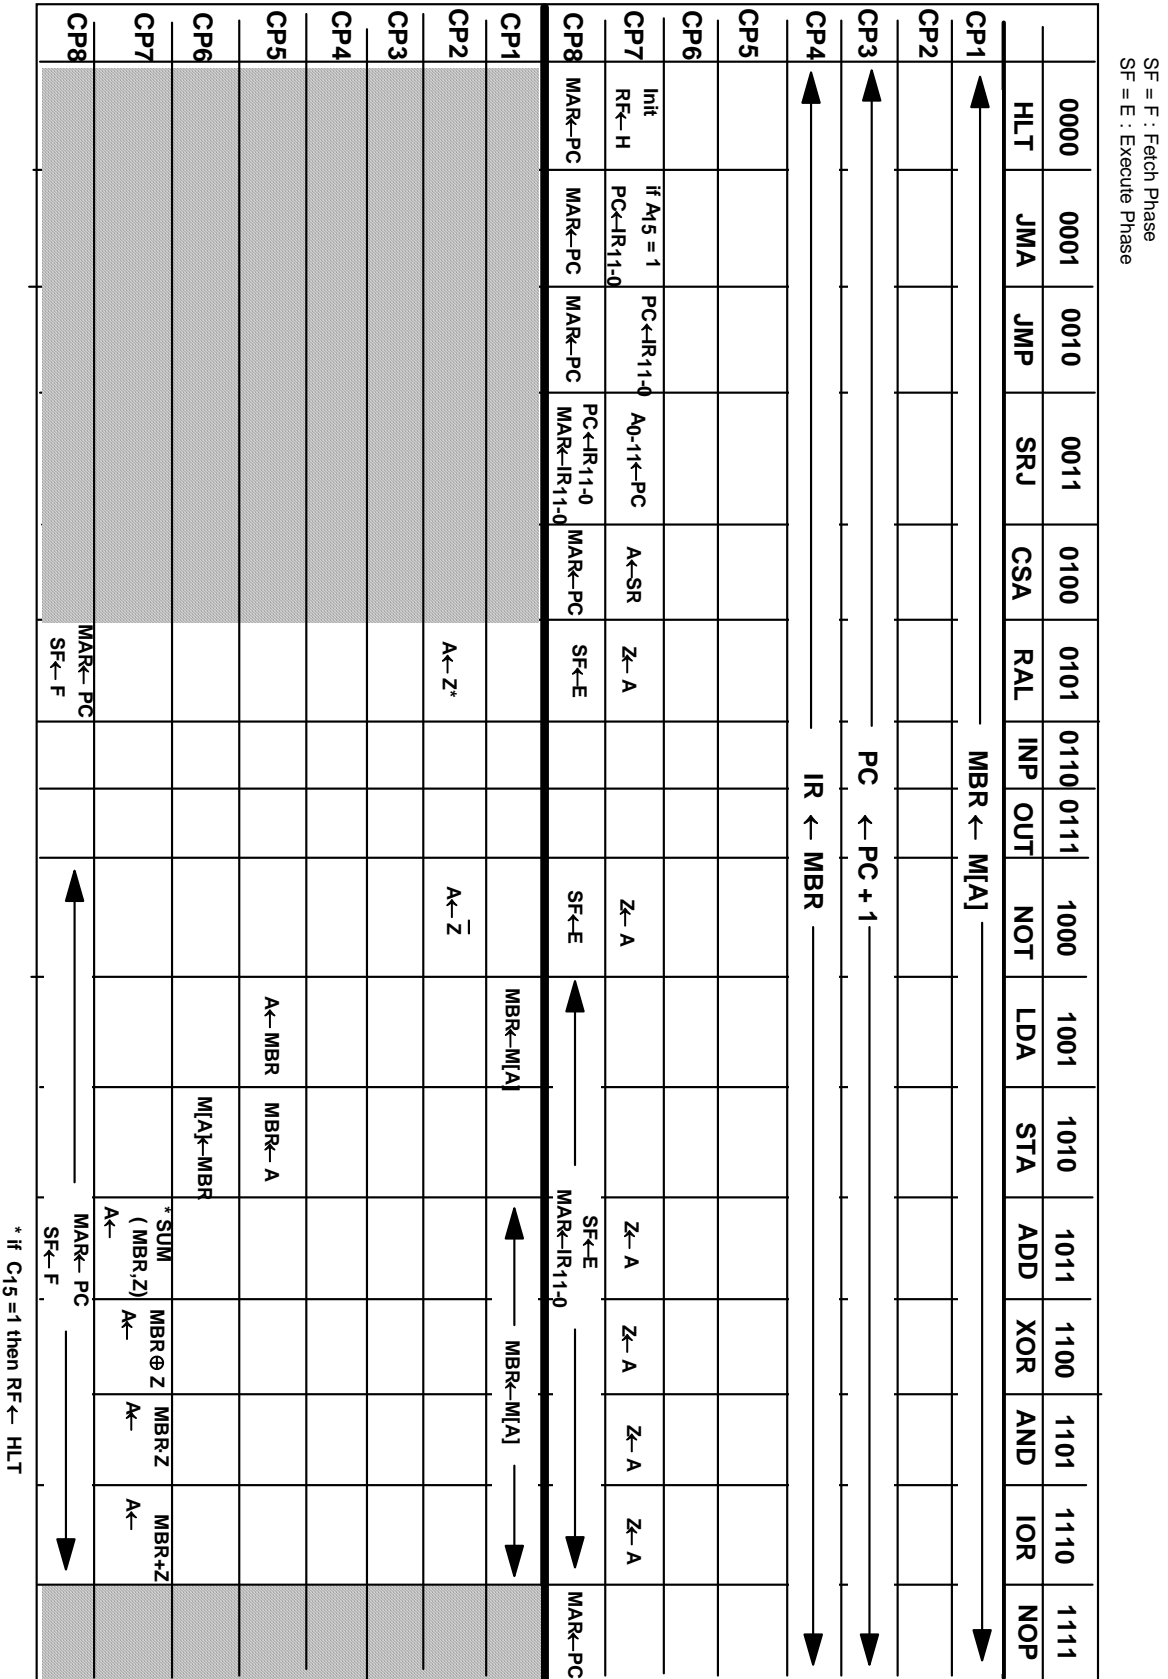 SF = F : Fetch Phase
SF = E : Execute Phase
0000 0001 0010 0011 0100 0101 0110 0111 1000 1001 1010 1011 1100 1101 1110 1111
HLT JMA JMP SRJ CSA RAL INP OUT NOT LDA STA ADD XOR AND IOR NOP
CP1 MBR ← M[A]
CP2
CP3 PC ← PC + 1
CP4 IR ← MBR
CP5
CP6
CP7
Init
RF← H
if A15 = 1
PC←IR11-0
PC←IR11-0
A0-11←PC
A←SR
Z← A
Z← A
Z← A
Z← A
Z← A
Z← A
CP8
MAR←PC
MAR←PC
MAR←PC
PC←IR11-0
MAR←IR11-0
MAR←PC
SF←E
SF←E
SF←E
MAR←IR11-0
MAR←PC
CP1
MBR←M[A]
MBR←M[A]
CP2
A← Z*
A← Z̅
CP3
CP4
CP5
A← MBR
MBR← A
CP6
M[A]←MBR
CP7
* SUM
( MBR,Z)
A←
MBR ⊕ Z
A←
MBR·Z
A←
MBR+Z
A←
CP8
MAR← PC
SF← F
MAR← PC
SF← F
* if C15 =1 then RF← HLT